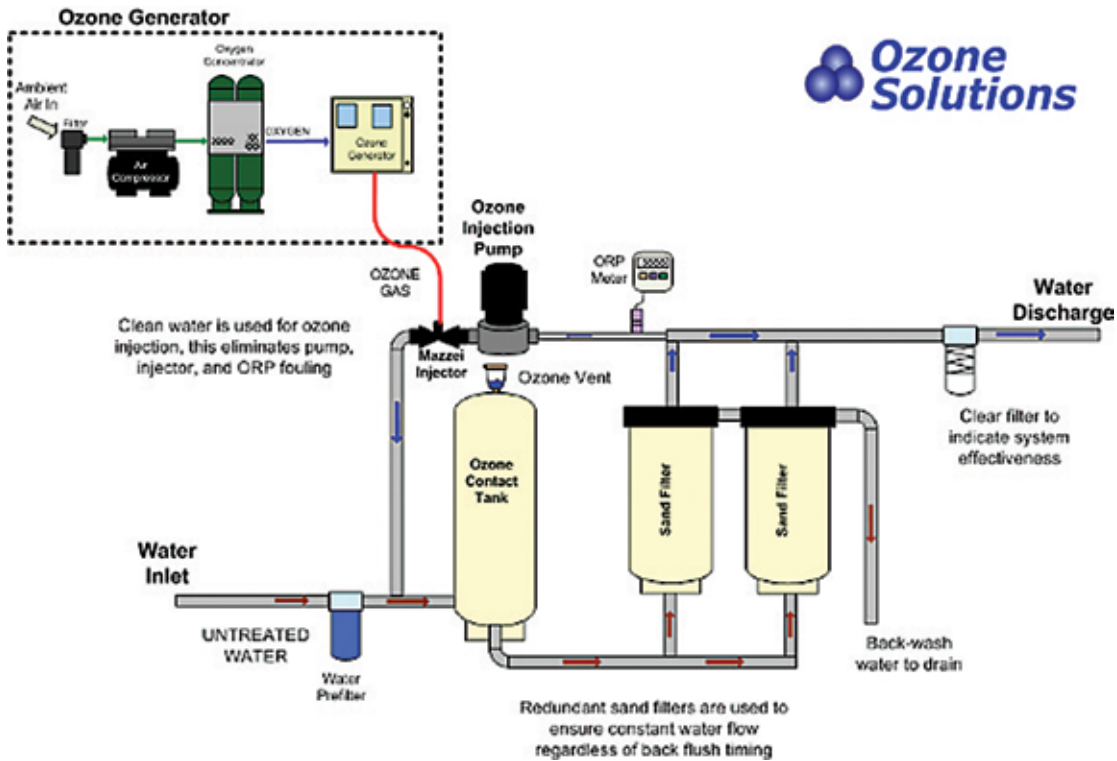 Ozone Generator
Oxygen
Concentrator
Ambient
Air In
Filter
Air
Compressor
OXYGEN
Ozone
Generator
Ozone
Solutions
Ozone
Injection
Pump
ORP
Meter
OZONE
GAS
Water
Discharge
Clean water is used for ozone
injection, this eliminates pump,
injector, and ORP fouling
Mazzei
Injector
Ozone Vent
Clear filter to
indicate system
effectiveness
Ozone
Contact
Tank
Sand Filter
Sand Filter
Water
Inlet
UNTREATED
WATER
Water
Prefilter
Back-wash
water to drain
Redundant sand filters are used to
ensure constant water flow
regardless of back flush timing